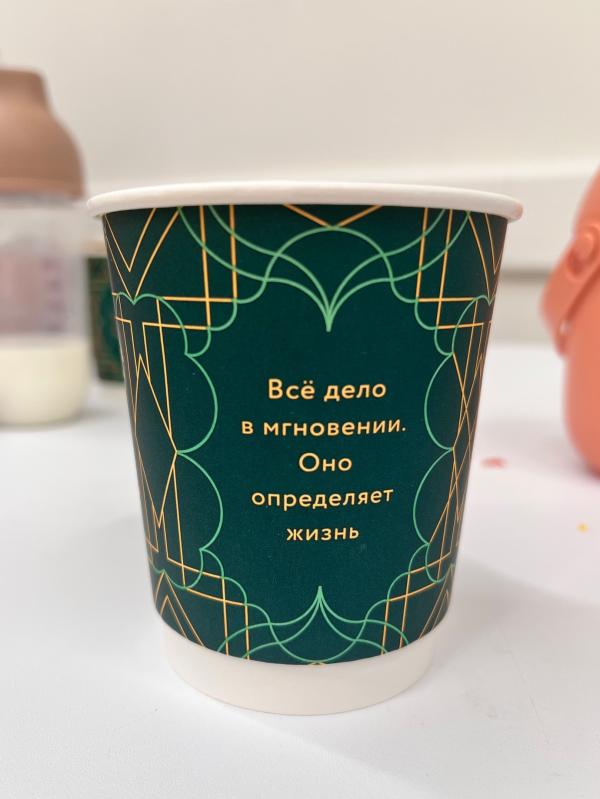 Всё дело
в мгновении.
Оно
определяет
жизнь